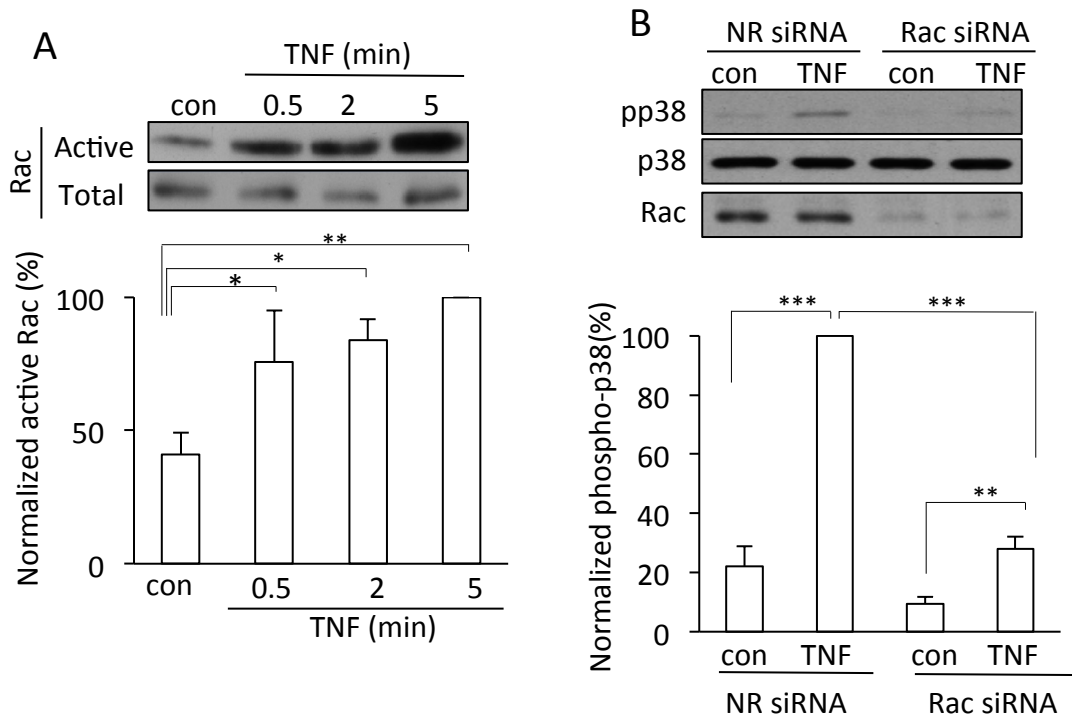 A
TNF (min)
con 0.5 2 5
Rac
Active
Total
**
*
*
Normalized active Rac (%)
100
50
0
con 0.5 2 5
TNF (min)
B
NR siRNA Rac siRNA
con TNF con TNF
pp38
p38
Rac
*** ***
**
Normalized phospho-p38(%)
100
80
60
40
20
0
con TNF con TNF
NR siRNA Rac siRNA